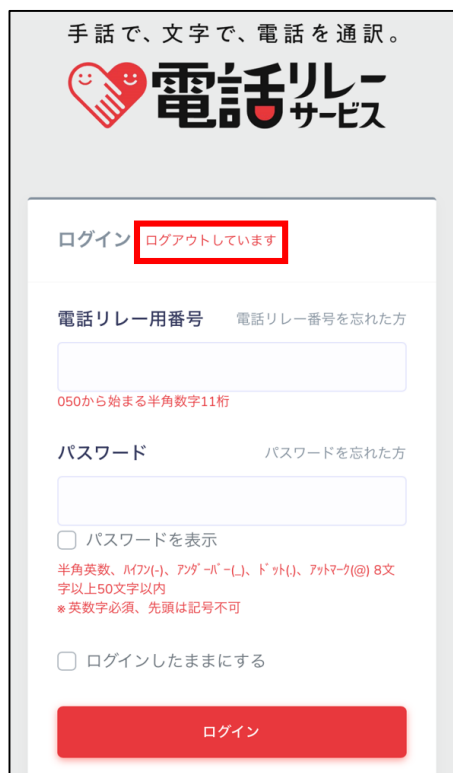 手話で、文字で、電話を通訳。
電話リレー
サービス
ログイン ログアウトしています
電話リレー用番号 電話リレー番号を忘れた方
050から始まる半角数字11桁
パスワード パスワードを忘れた方
パスワードを表示
半角英数、ﾊｲﾌﾝ(-)、ｱﾝﾀﾞｰﾊﾞｰ(_)、ﾄﾞｯﾄ(.)、ｱｯﾄﾏｰｸ(@) 8文
字以上50文字以内
※英数字必須、先頭は記号不可
ログインしたままにする
ログイン